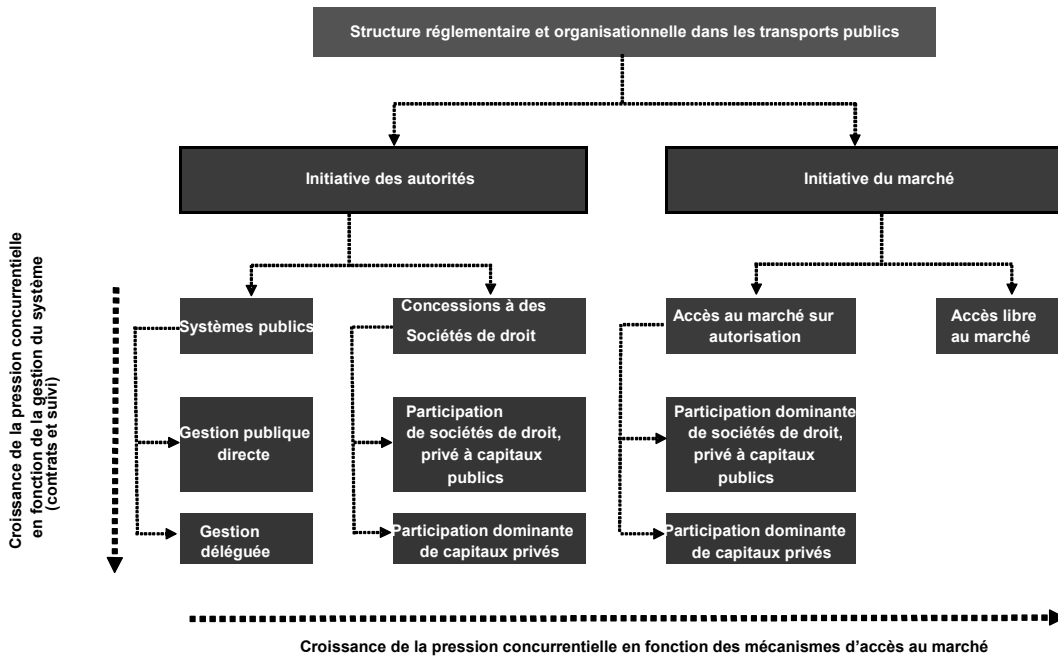 Structure réglementaire et organisationnelle dans les transports publics
Initiative des autorités
Initiative du marché
Systèmes publics
Concessions à des
Sociétés de droit
Accès au marché sur
autorisation
Accès libre
au marché
Gestion publique
directe
Participation
de sociétés de droit,
privé à capitaux
publics
Participation dominante
de sociétés de droit,
privé à capitaux
publics
Gestion
déléguée
Participation dominante
de capitaux privés
Participation dominante
de capitaux privés
Croissance de la pression concurrentielle
en fonction de la gestion du système
(contrats et suivi)
Croissance de la pression concurrentielle en fonction des mécanismes d’accès au marché